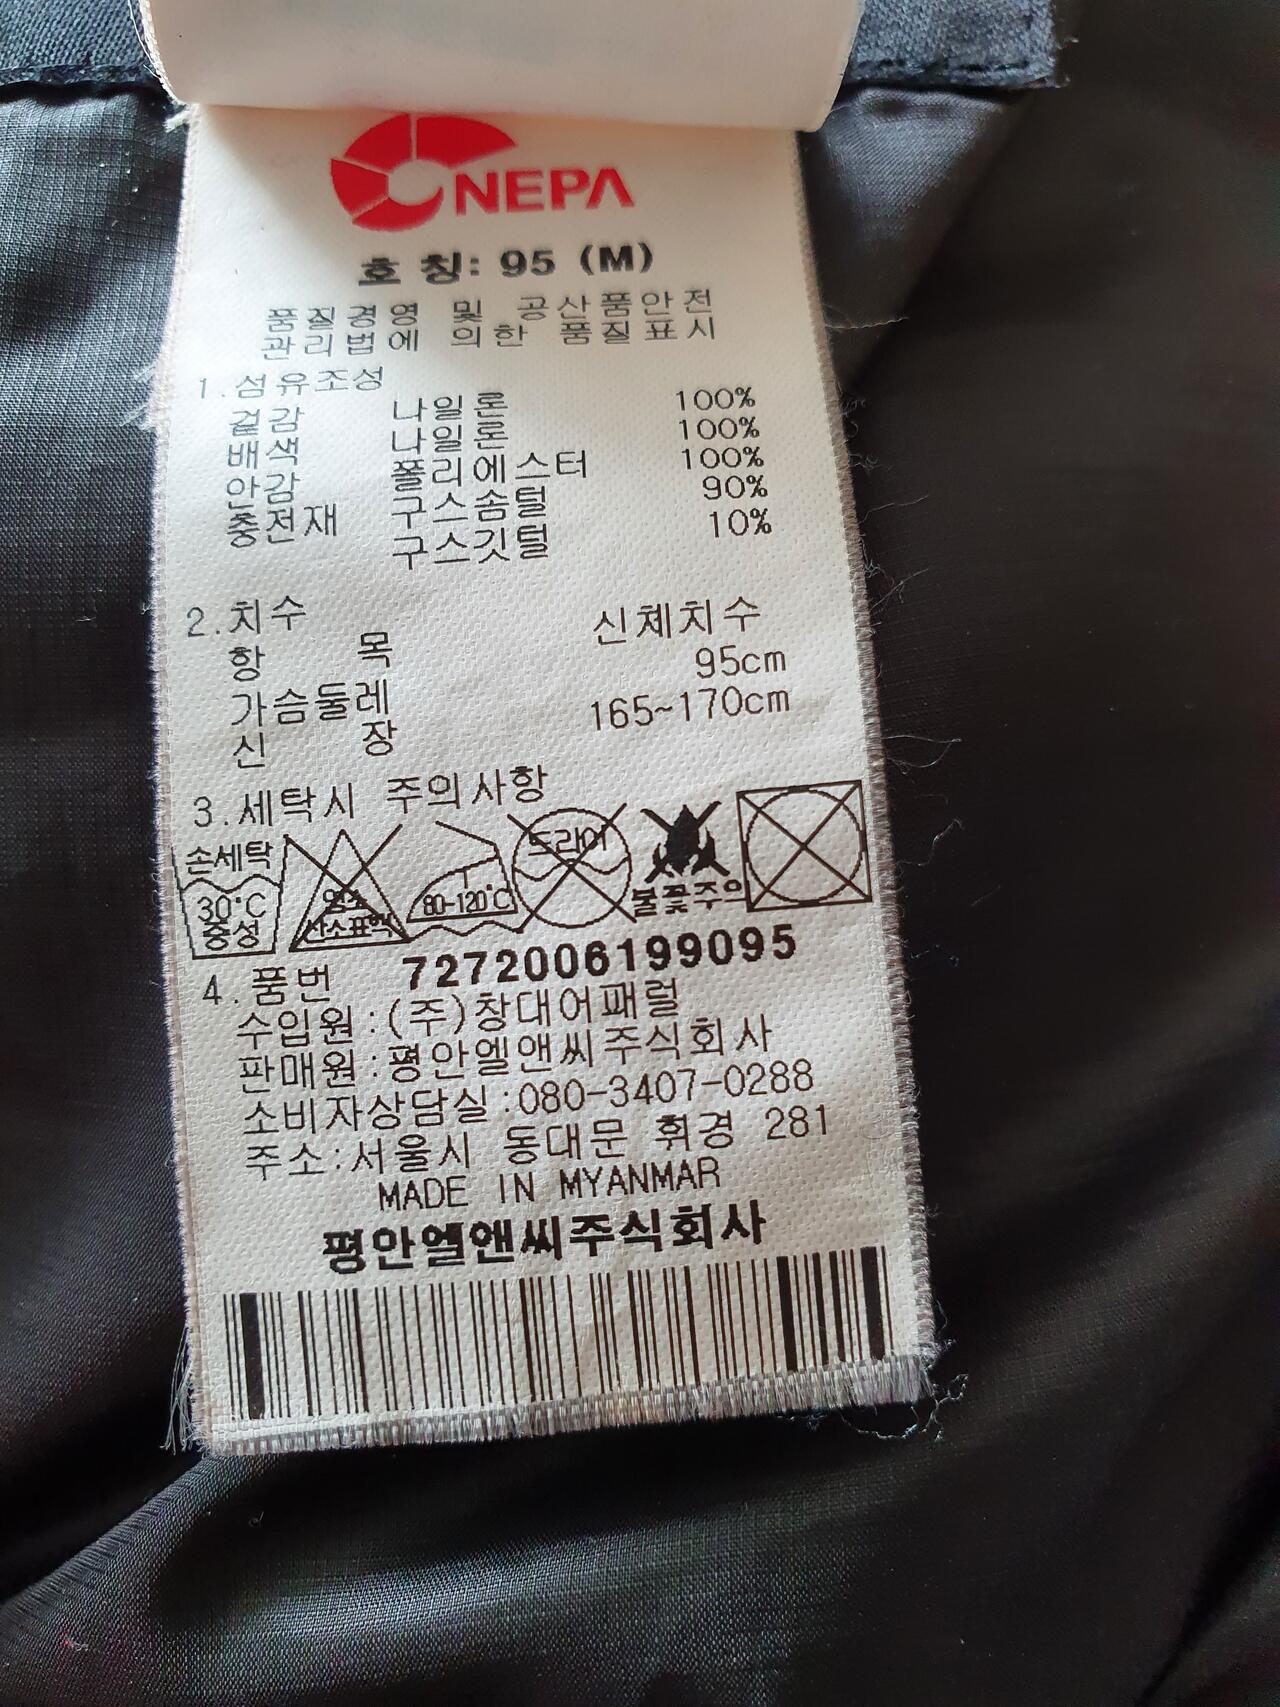 NEPA
호 칭: 95 (M)
품질경영 및 공산품안전
관리법에 의한 품질표시
1.섬유조성
겉감 나일론 100%
배색 나일론 100%
안감 폴리에스터 100%
충전재 구스솜털 90%
구스깃털 10%
2.치수
항 목 신체치수
가슴둘레 95cm
신 장 165~170cm
3.세탁시 주의사항
손세탁 드라이
30°C 염소 80-120°C 불꽃주의
중성 산소표백
4.품번 7272006199095
수입원:(주)창대어패럴
판매원:평안엘앤씨주식회사
소비자상담실:080-3407-0288
주소:서울시 동대문 휘경 281
MADE IN MYANMAR
평안엘앤씨주식회사